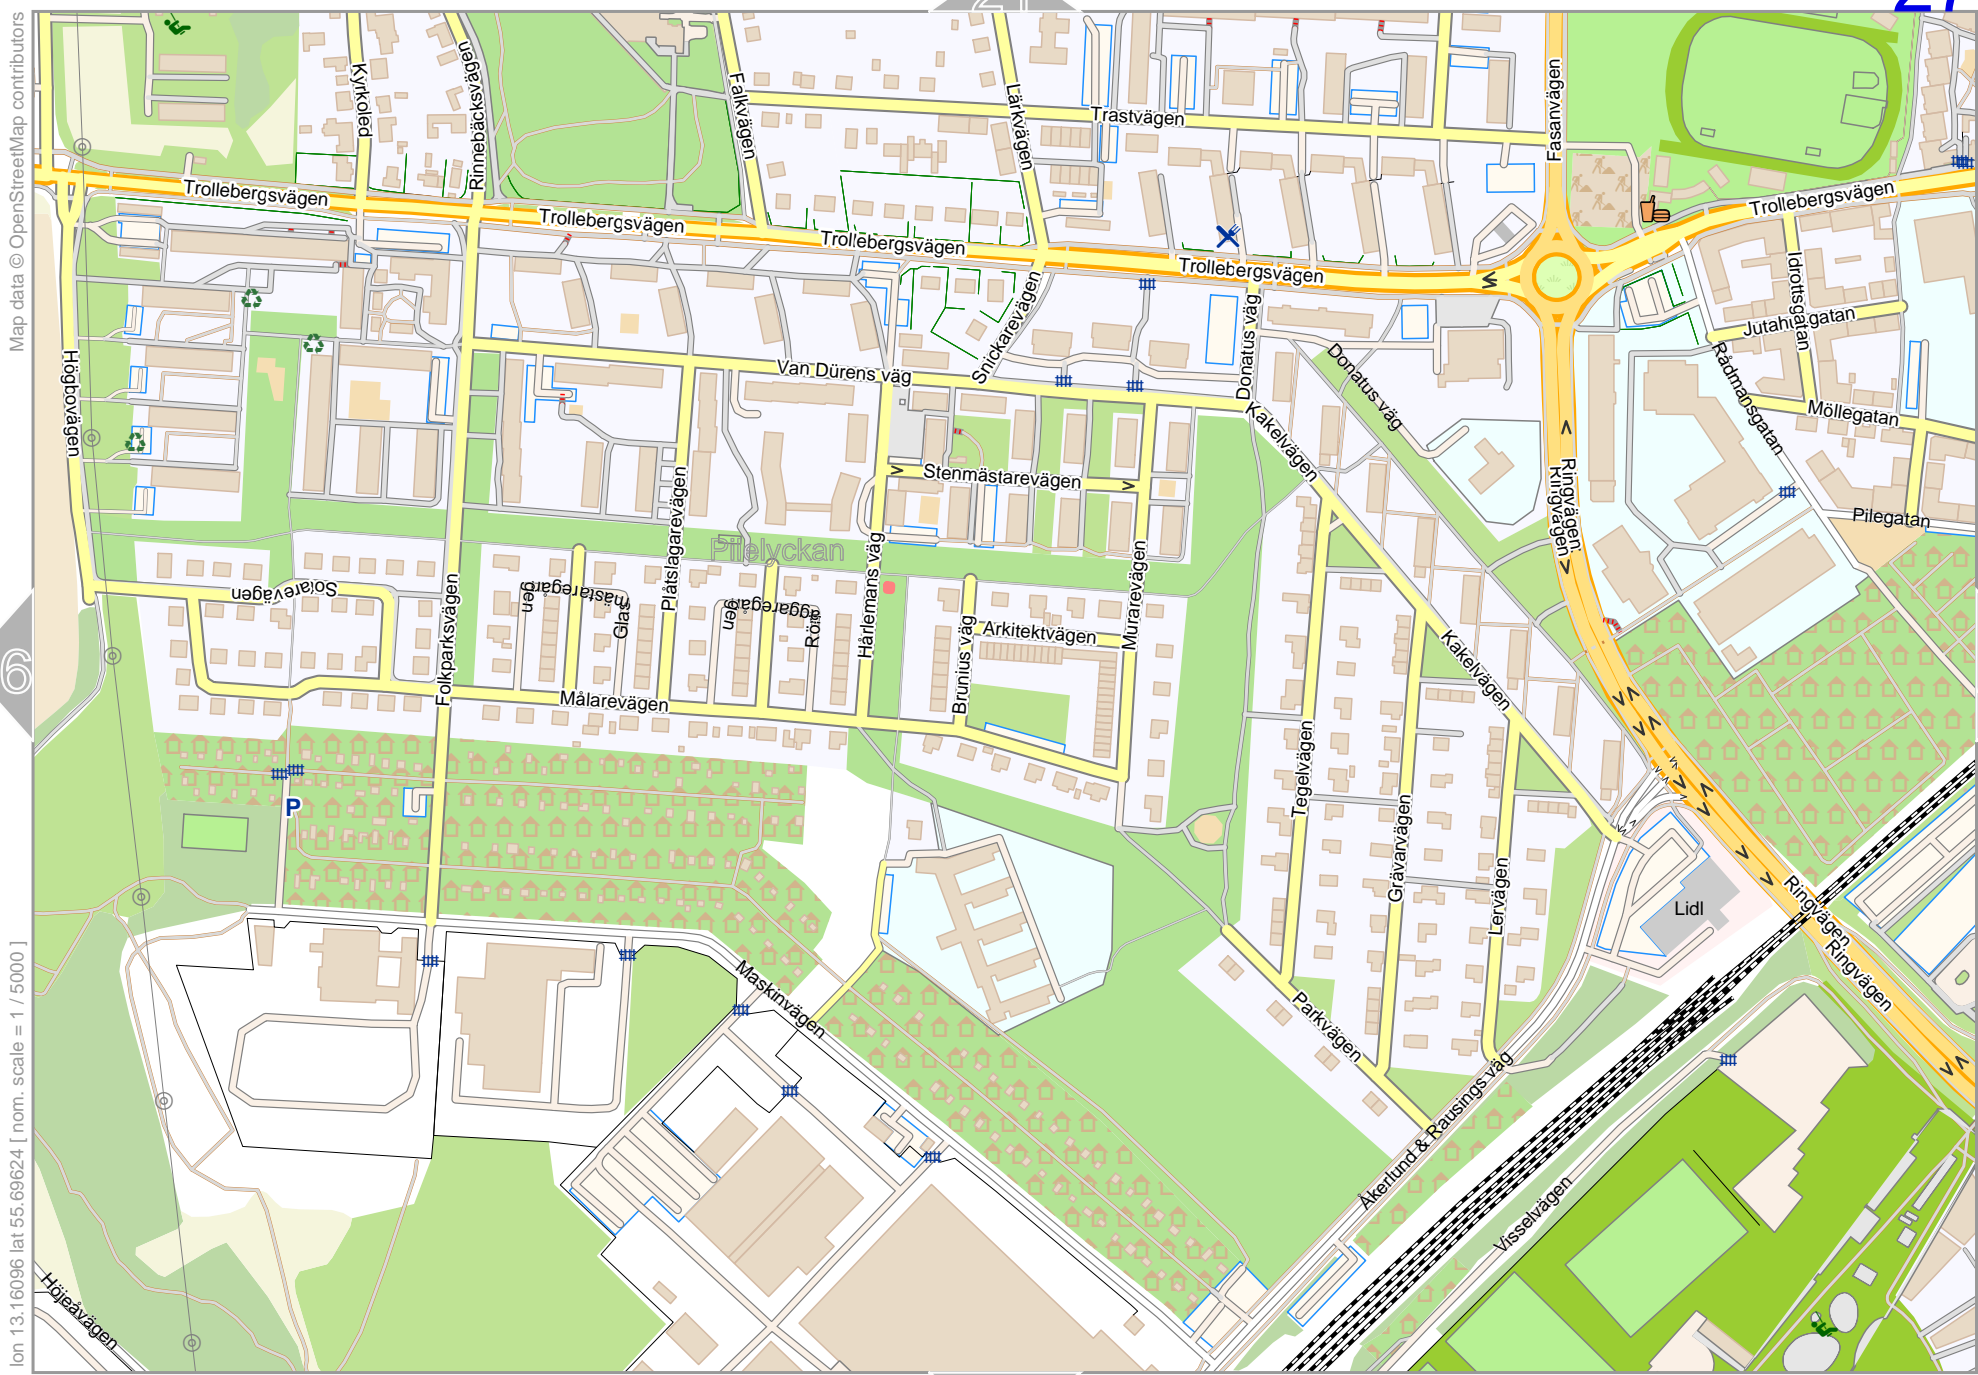 Map data © OpenStreetMap contributors
lon 13.16096 lat 55.69624 [ nom. scale = 1 / 5000 ]
6
Kyrkoled
Rinnebäcksvägen
Falkvägen
Lärkvägen
Trastvägen
Fasanvägen
Trollebergsvägen
Trollebergsvägen
Trollebergsvägen
Trollebergsvägen
Trollebergsvägen
Idrottsgatan
Jutahusgatan
Rådmansgatan
Möllegatan
Pilegatan
Högbovägen
Snickarevägen
Van Dürens väg
Donatus väg
Donatus väg
Kakelvägen
Stenmästarevägen
Ringvägen
Ringvägen
Pilelyckan
Plåtslagarevägen
Hårlemans väg
Murarevägen
Folkparksvägen
Målarevägen
Brunius väg
Arkitektvägen
Kakelvägen
Tegelvägen
Grävarvägen
Lervägen
P
Lidl
Ringvägen
Ringvägen
Maskinvägen
Parkvägen
Åkerlund & Rausings väg
Visselvägen
Höjeåvägen